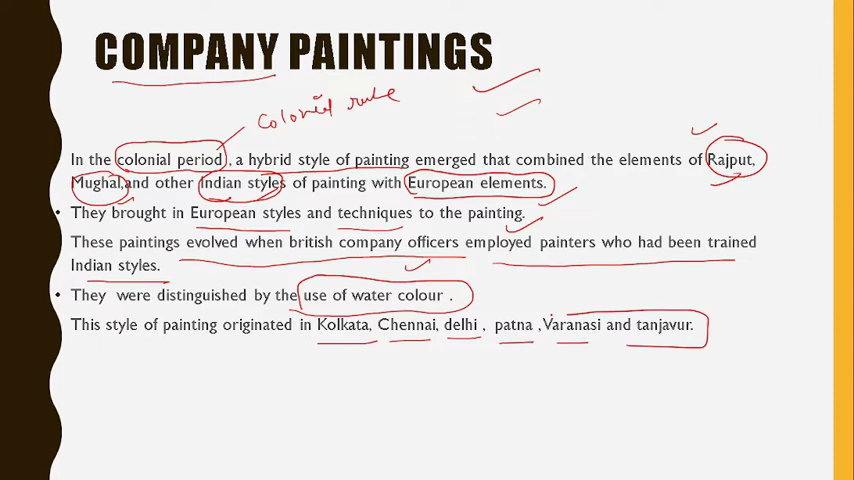 COMPANY PAINTINGS
Colonial rule
In the colonial period , a hybrid style of painting emerged that combined the elements of Rajput,
Mughal,and other Indian styles of painting with European elements.
• They brought in European styles and techniques to the painting.
These paintings evolved when british company officers employed painters who had been trained
Indian styles.
• They were distinguished by the use of water colour .
This style of painting originated in Kolkata, Chennai, delhi , patna ,Varanasi and tanjavur.